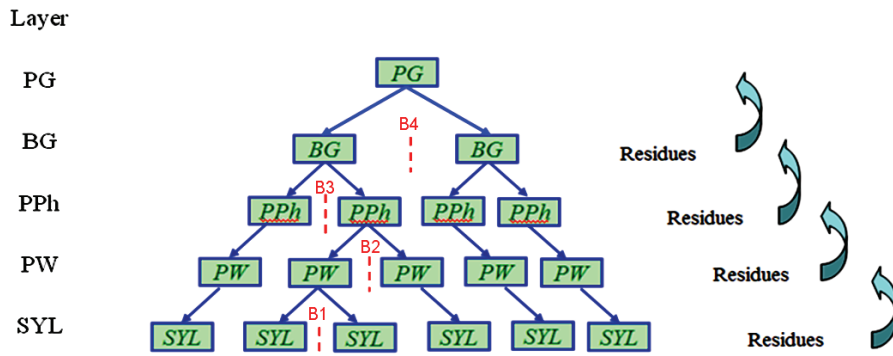 Layer
PG
PG
B4
BG
BG
BG
Residues
B3
PPh
PPh
PPh
PPh
PPh
Residues
B2
PW
PW
PW
PW
PW
PW
Residues
B1
SYL
SYL
SYL
SYL
SYL
SYL
SYL
Residues